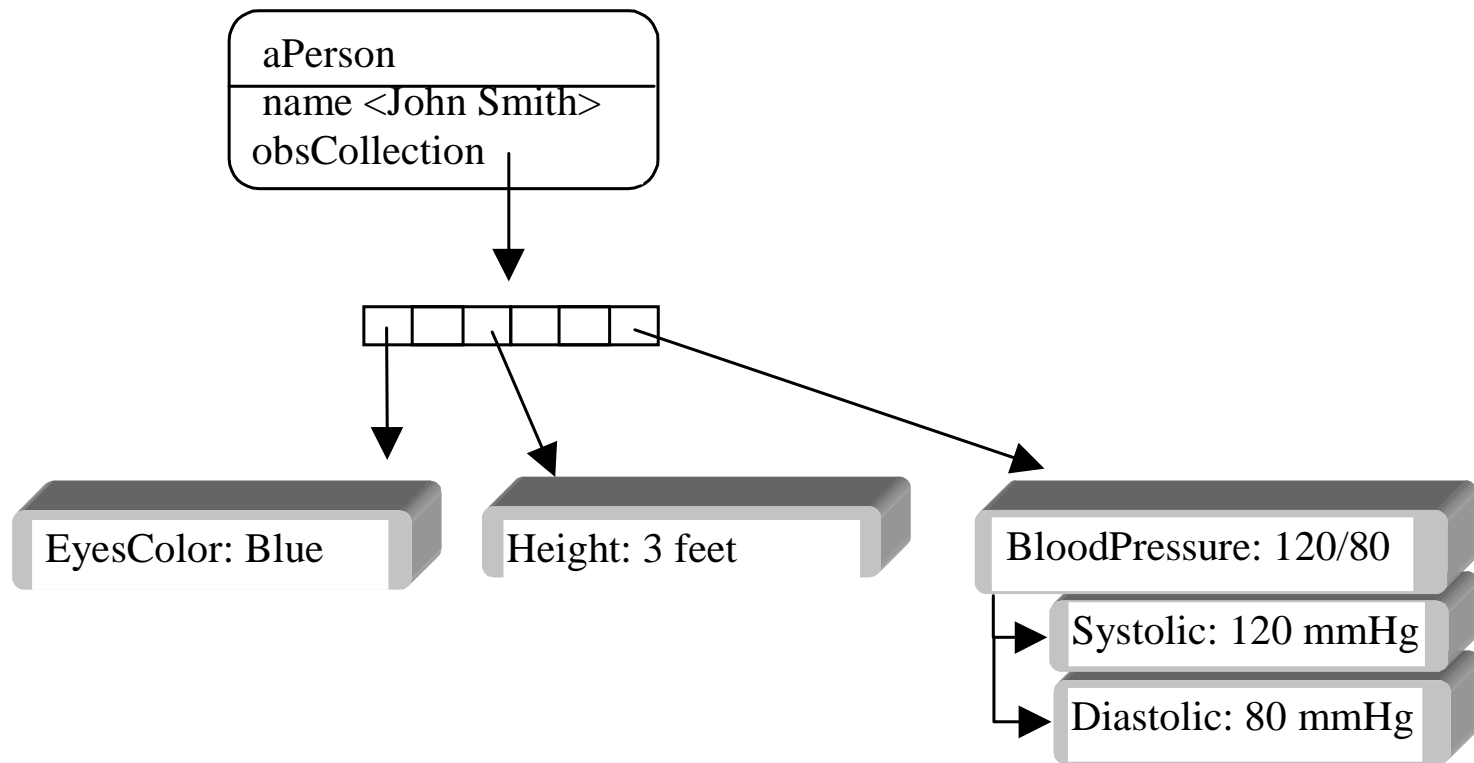 aPerson
name <John Smith>
obsCollection
EyesColor: Blue
Height: 3 feet
BloodPressure: 120/80
Systolic: 120 mmHg
Diastolic: 80 mmHg